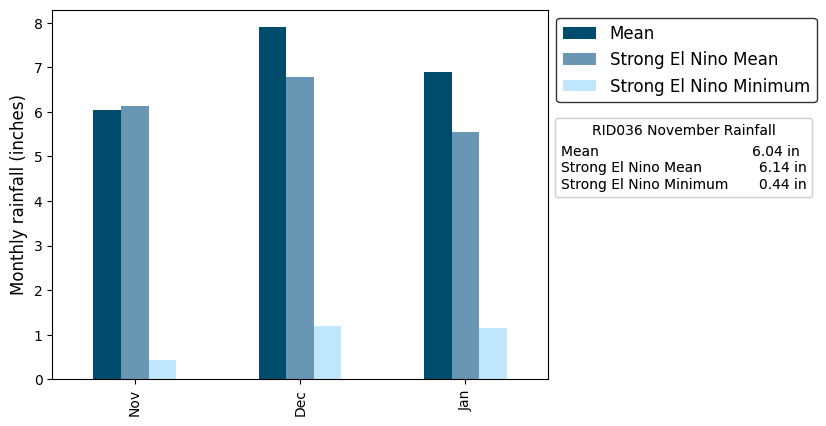 8
7
6
5
4
3
2
1
0
Monthly rainfall (inches)
Nov
Dec
Jan
Mean
Strong El Nino Mean
Strong El Nino Minimum
RID036 November Rainfall
Mean 6.04 in
Strong El Nino Mean 6.14 in
Strong El Nino Minimum 0.44 in